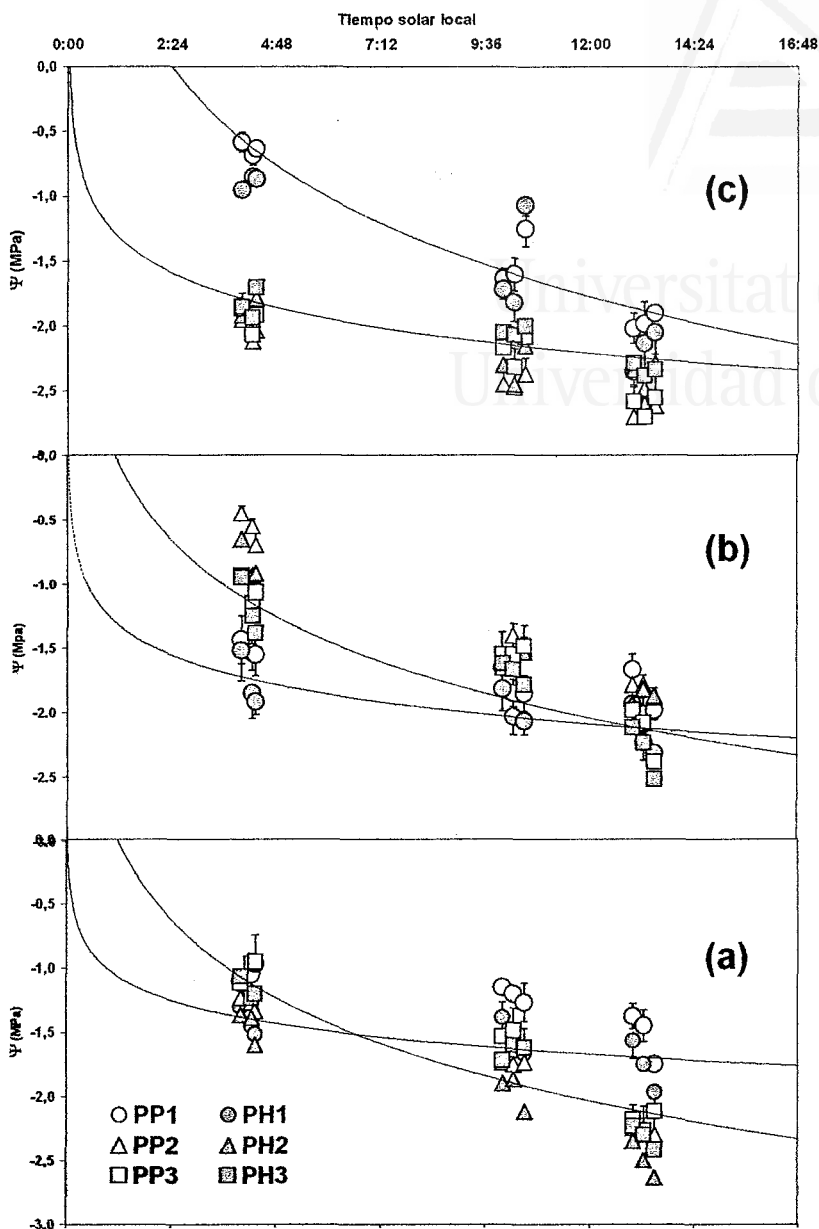 Tiempo solar local
0:00 2:24 4:48 7:12 9:36 12:00 14:24 16:48
0,0
-0,5
-1,0
-1,5
-2,0
-2,5
Ψ (MPa)
(c)
Universitat
Universidad
-0,5
-1,0
-1.5
-2.0
-2.5
Ψ (Mpa)
(b)
-0,5
-1,0
-1.5
-2.0
-2.5
-3.0
Ψ (MPa)
(a)
PP1 PH1
PP2 PH2
PP3 PH3